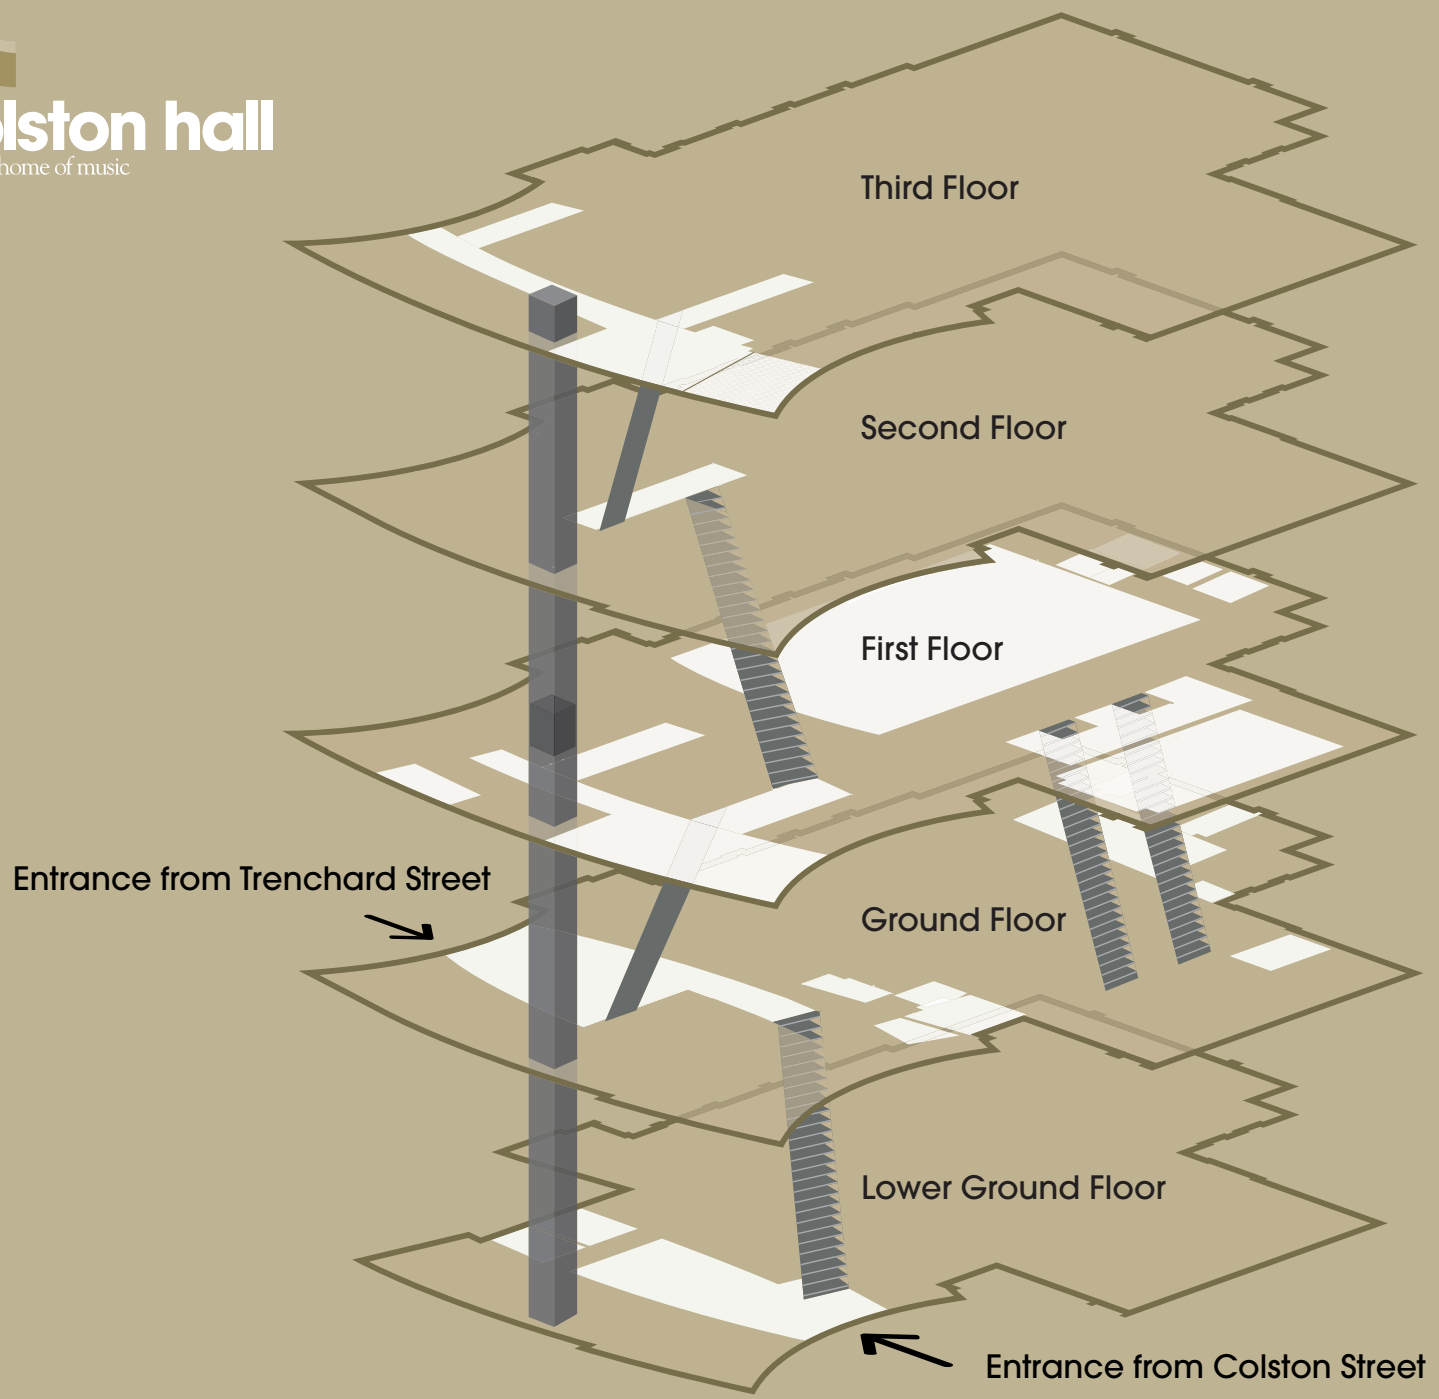 olston hall
home of music
Third Floor
Second Floor
First Floor
Entrance from Trenchard Street
Ground Floor
Lower Ground Floor
Entrance from Colston Street